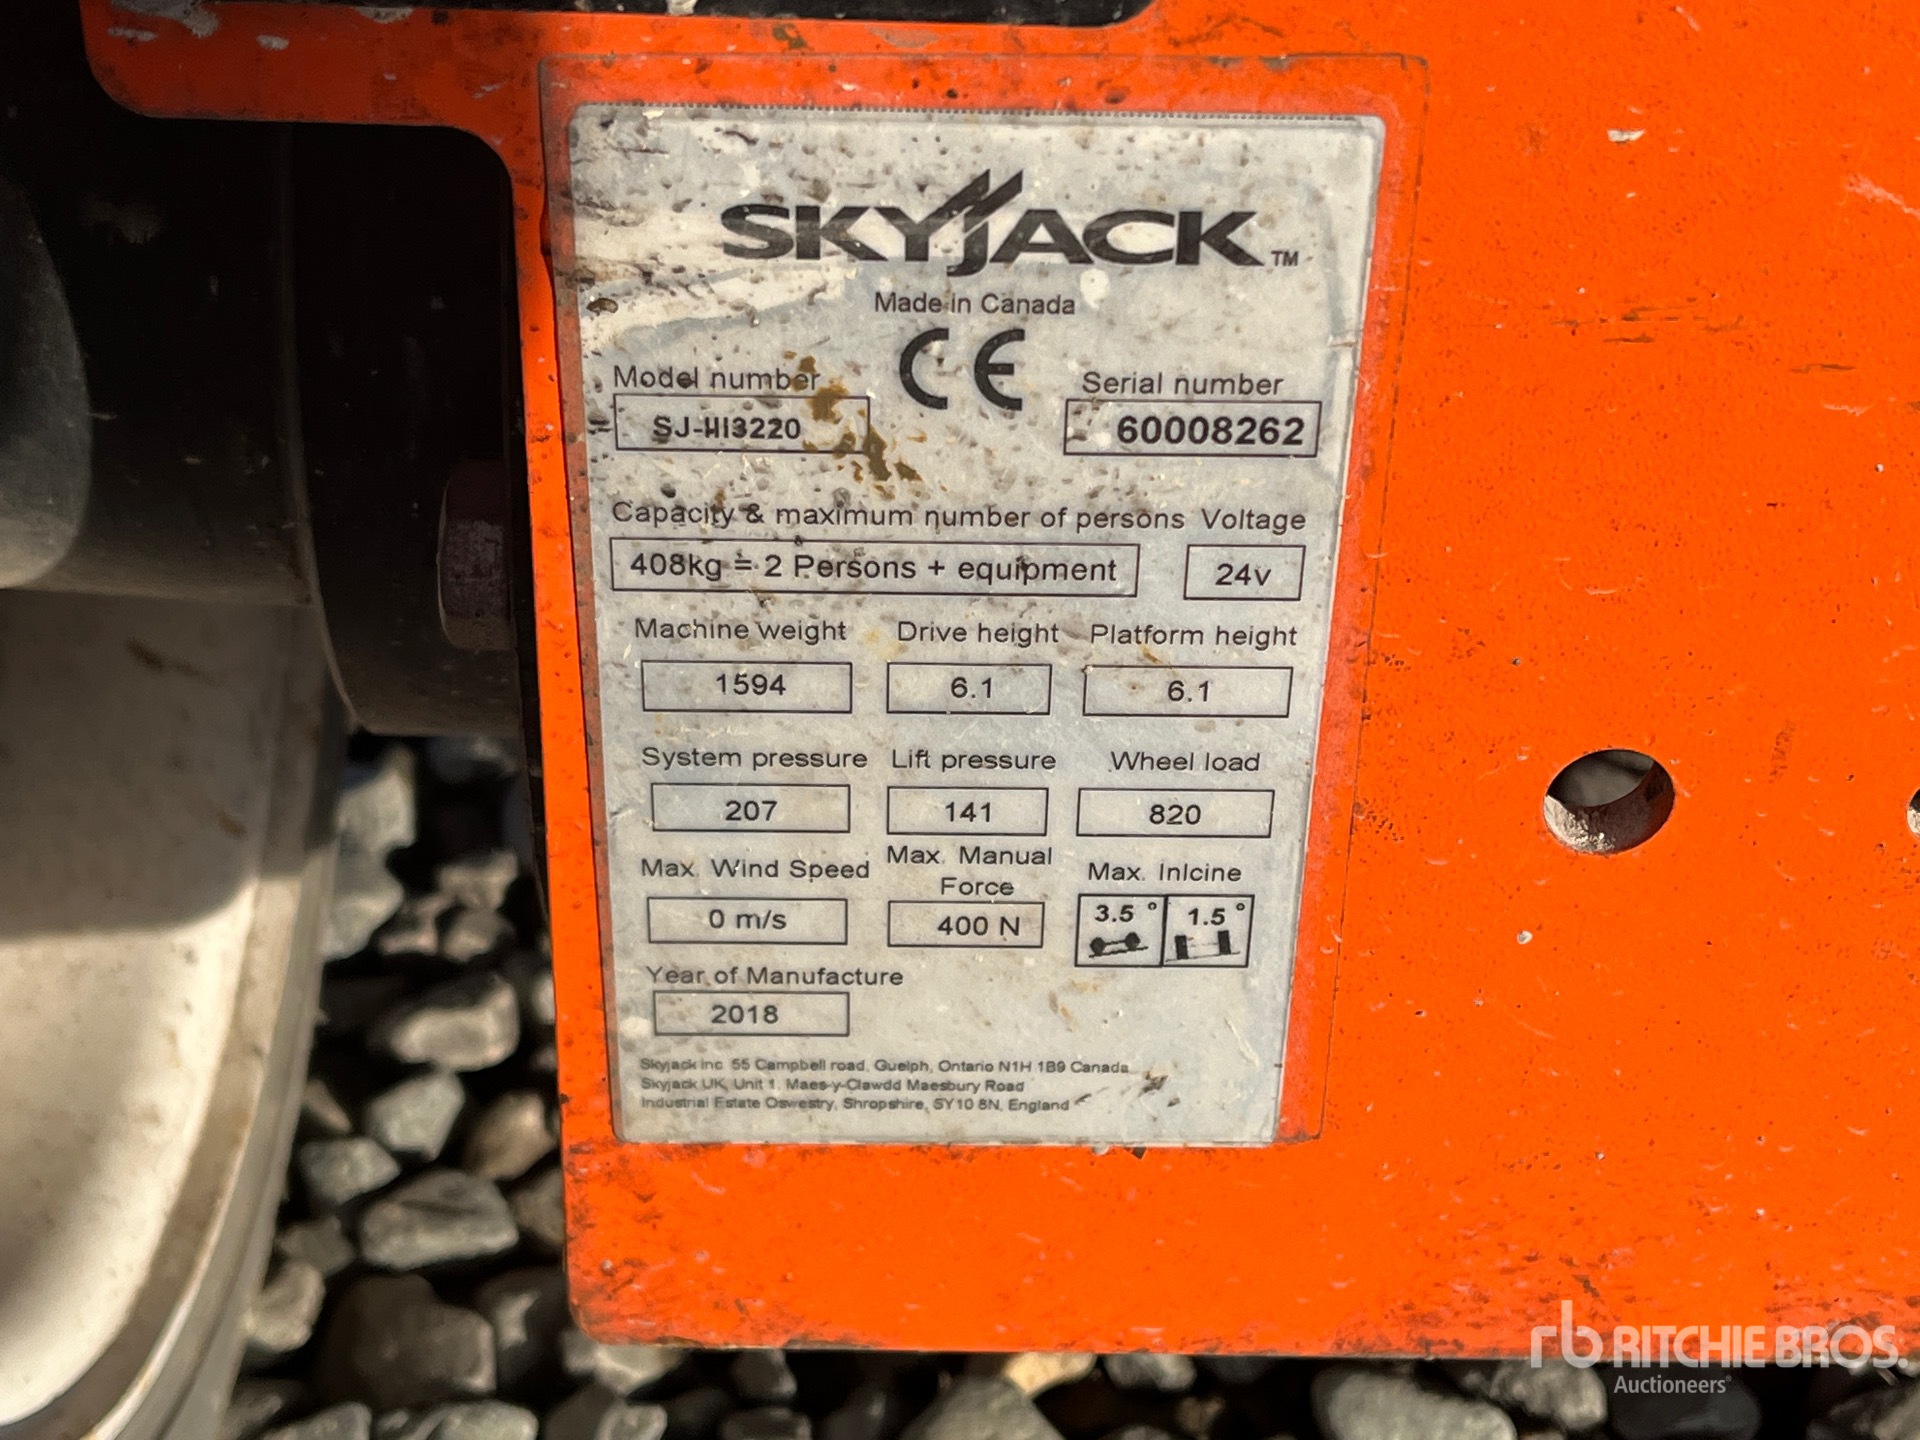 SKYJACK™
Made in Canada
CE
Model number
SJ-HI3220
Serial number
60008262
Capacity & maximum number of persons
408kg = 2 Persons + equipment
Voltage
24v
Machine weight
1594
Drive height
6.1
Platform height
6.1
System pressure
207
Lift pressure
141
Wheel load
820
Max. Wind Speed
0 m/s
Max. Manual
Force
400 N
Max. Inlcine
3.5 ° 1.5 °
Year of Manufacture
2018
Skyjack inc. 55 Campbell road, Guelph, Ontario N1H 1B9 Canada
Skyjack UK, Unit 1, Maes-y-Clawdd Maesbury Road
Industrial Estate Oswestry, Shropshire, SY10 8N, England
rb RITCHIE BROS.
Auctioneers®